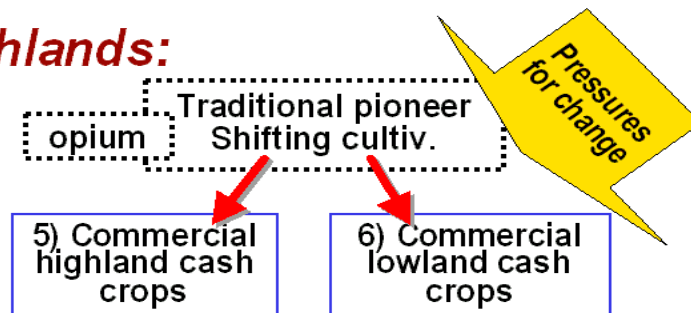 hlands:
Pressures
for change
Traditional pioneer
opium
Shifting cultiv.
5) Commercial
highland cash
crops
6) Commercial
lowland cash
crops